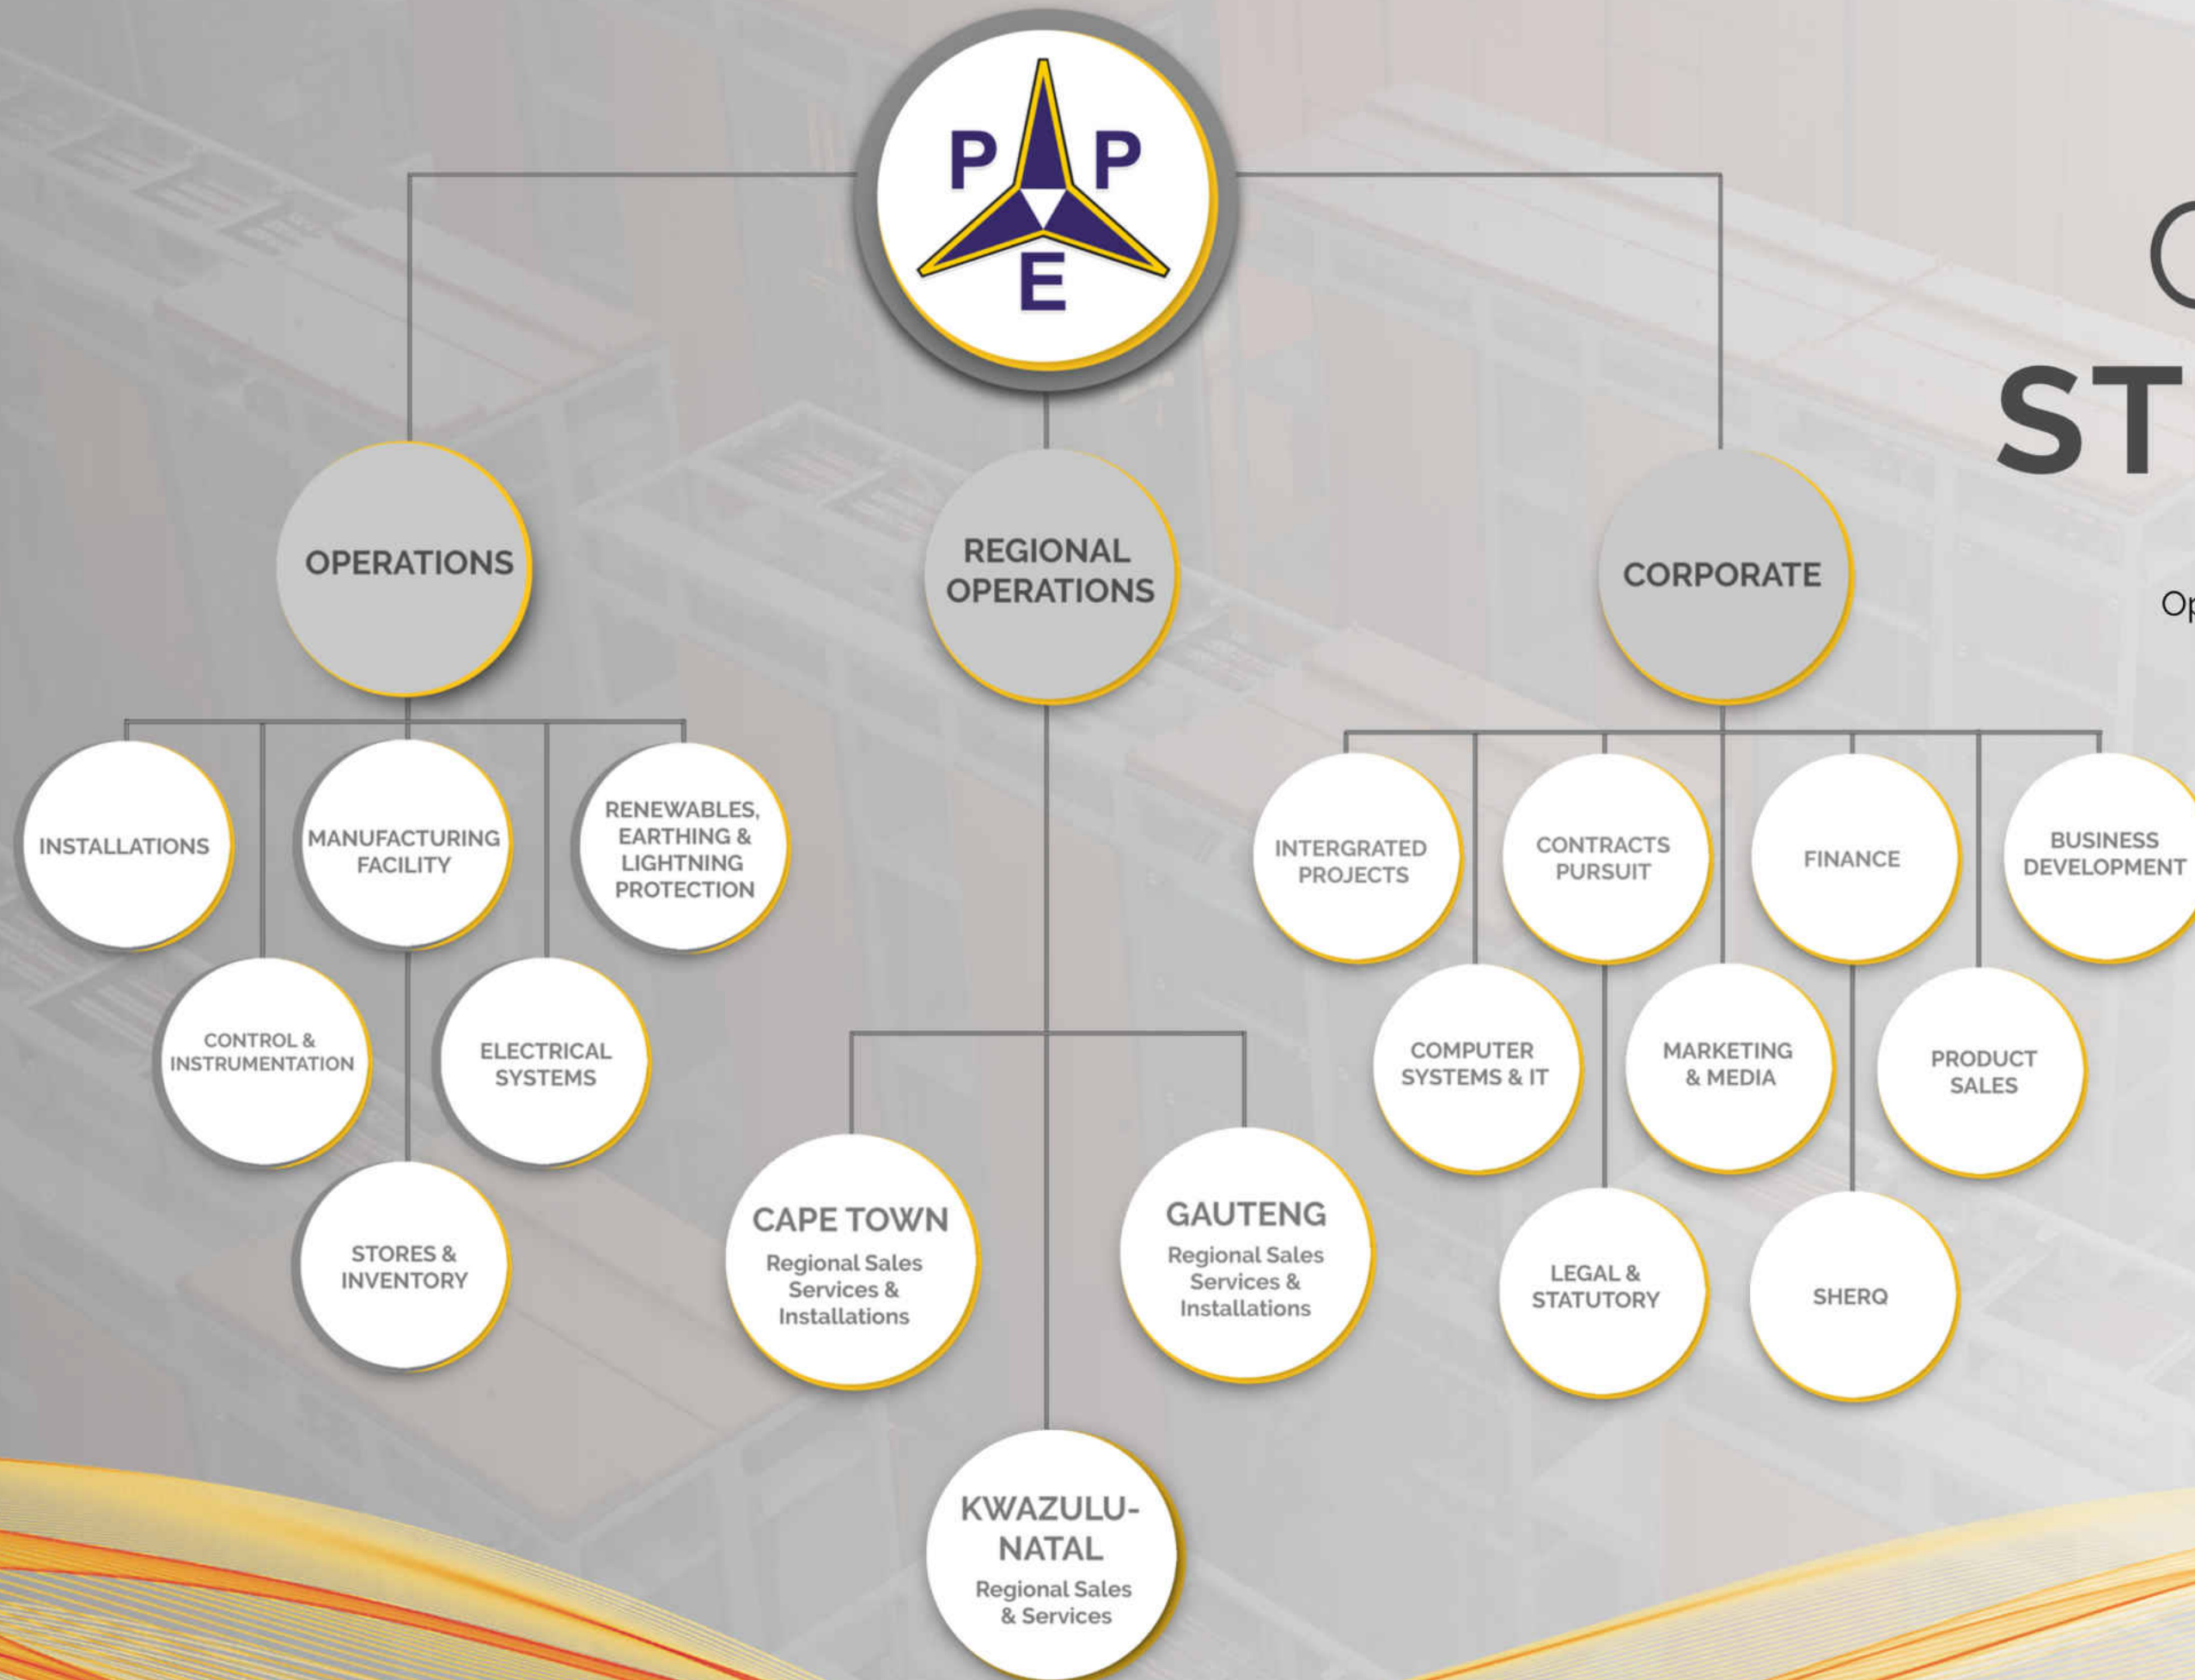 P P
E
ST
OPERATIONS
REGIONAL
OPERATIONS
CORPORATE
INSTALLATIONS
MANUFACTURING
FACILITY
RENEWABLES,
EARTHING &
LIGHTNING
PROTECTION
CONTROL &
INSTRUMENTATION
ELECTRICAL
SYSTEMS
STORES &
INVENTORY
CAPE TOWN
Regional Sales
Services &
Installations
GAUTENG
Regional Sales
Services &
Installations
KWAZULU-
NATAL
Regional Sales
& Services
INTERGRATED
PROJECTS
CONTRACTS
PURSUIT
FINANCE
BUSINESS
DEVELOPMENT
COMPUTER
SYSTEMS & IT
MARKETING
& MEDIA
PRODUCT
SALES
LEGAL &
STATUTORY
SHERQ